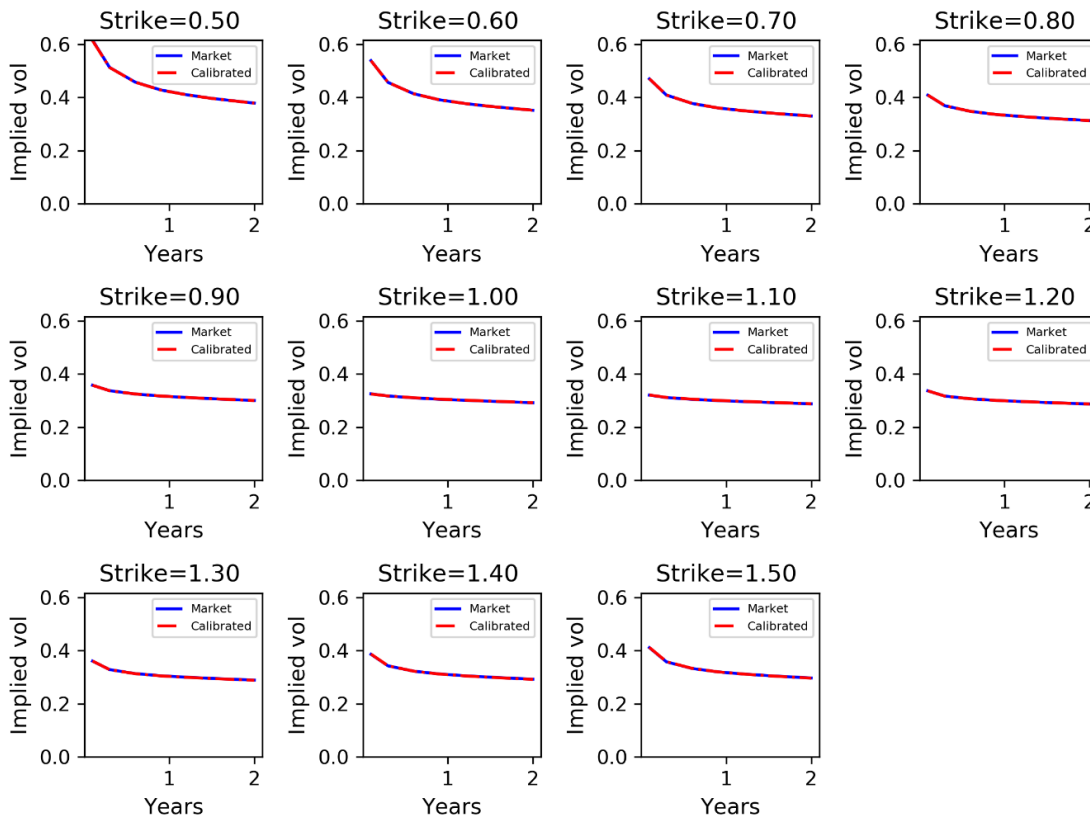 Strike=0.50
Implied vol
0.6
0.4
0.2
0.0
Market
Calibrated
1
2
Years
Strike=0.60
Implied vol
0.6
0.4
0.2
0.0
Market
Calibrated
1
2
Years
Strike=0.70
Implied vol
0.6
0.4
0.2
0.0
Market
Calibrated
1
2
Years
Strike=0.80
Implied vol
0.6
0.4
0.2
0.0
Market
Calibrated
1
2
Years
Strike=0.90
Implied vol
0.6
0.4
0.2
0.0
Market
Calibrated
1
2
Years
Strike=1.00
Implied vol
0.6
0.4
0.2
0.0
Market
Calibrated
1
2
Years
Strike=1.10
Implied vol
0.6
0.4
0.2
0.0
Market
Calibrated
1
2
Years
Strike=1.20
Implied vol
0.6
0.4
0.2
0.0
Market
Calibrated
1
2
Years
Strike=1.30
Implied vol
0.6
0.4
0.2
0.0
Market
Calibrated
1
2
Years
Strike=1.40
Implied vol
0.6
0.4
0.2
0.0
Market
Calibrated
1
2
Years
Strike=1.50
Implied vol
0.6
0.4
0.2
0.0
Market
Calibrated
1
2
Years